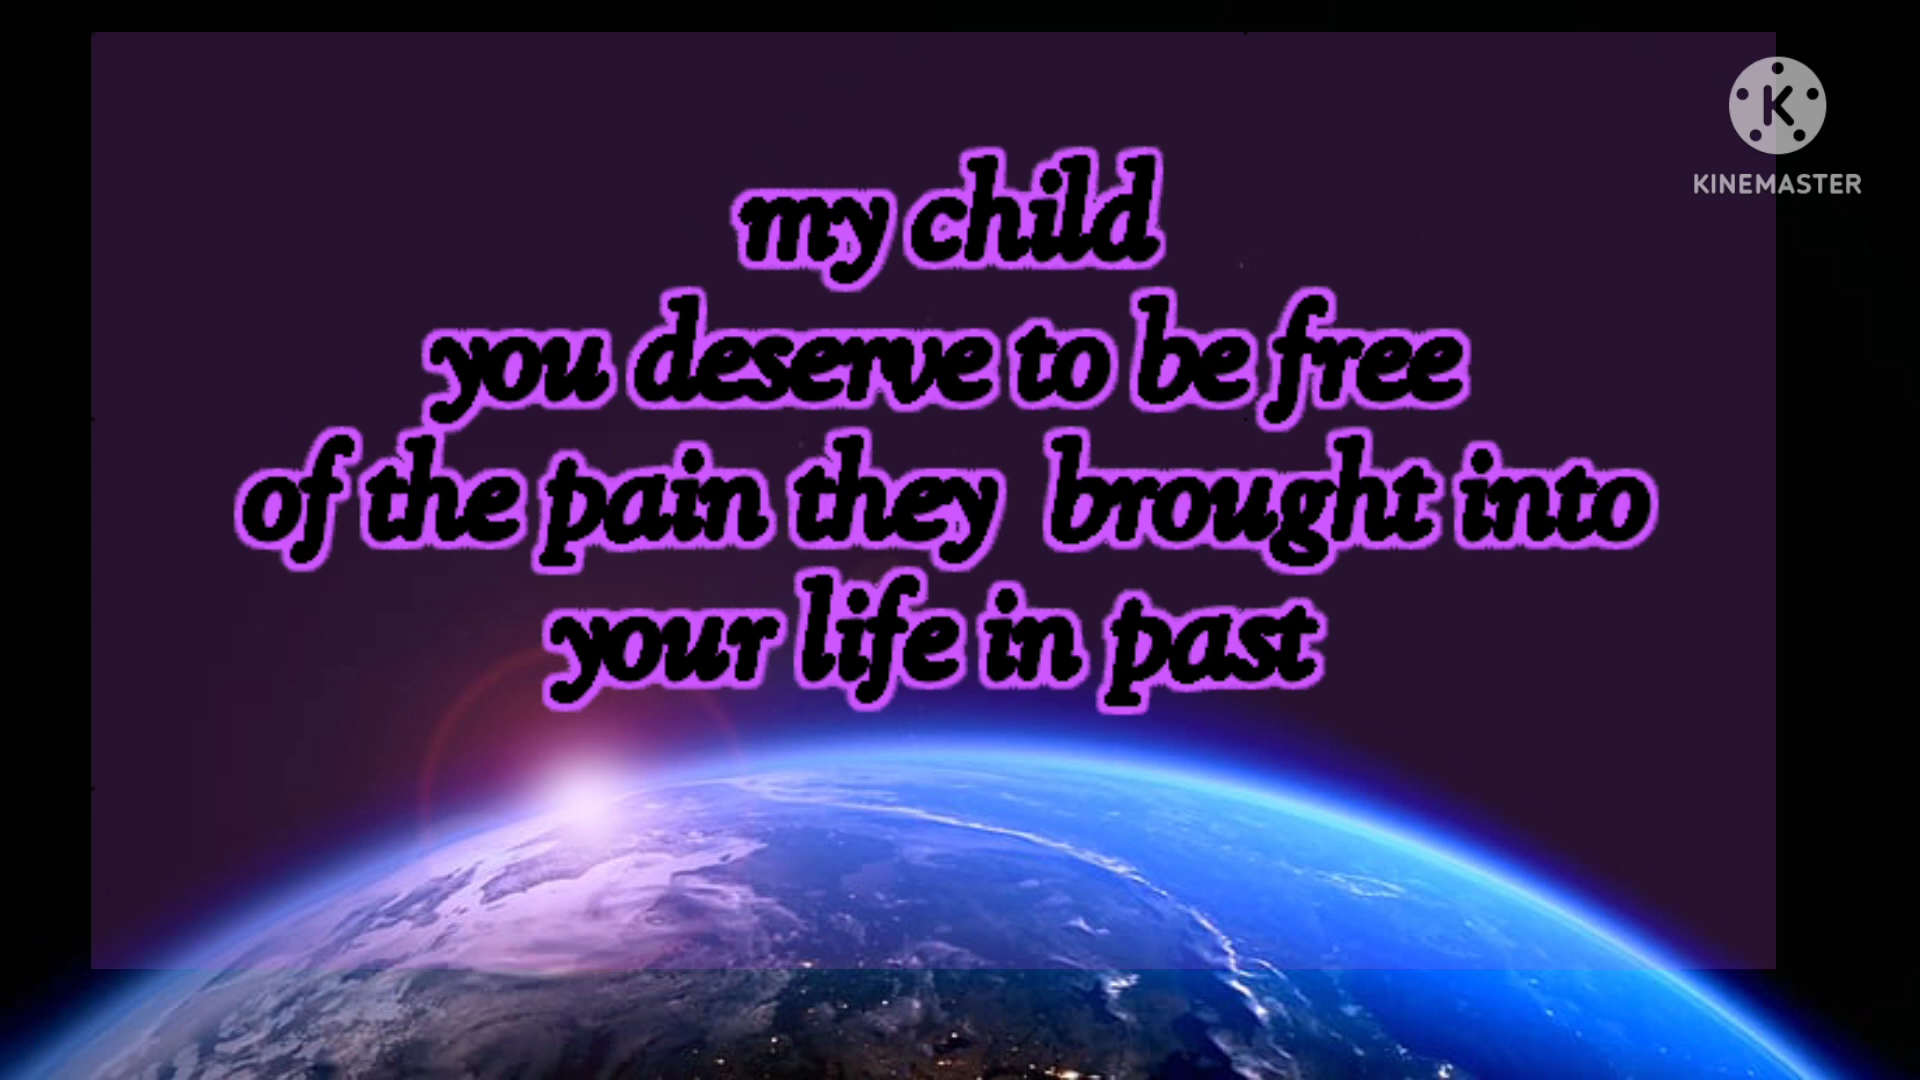 my child
you deserve to be free
of the pain they brought into
your life in past
K
KINEMASTER